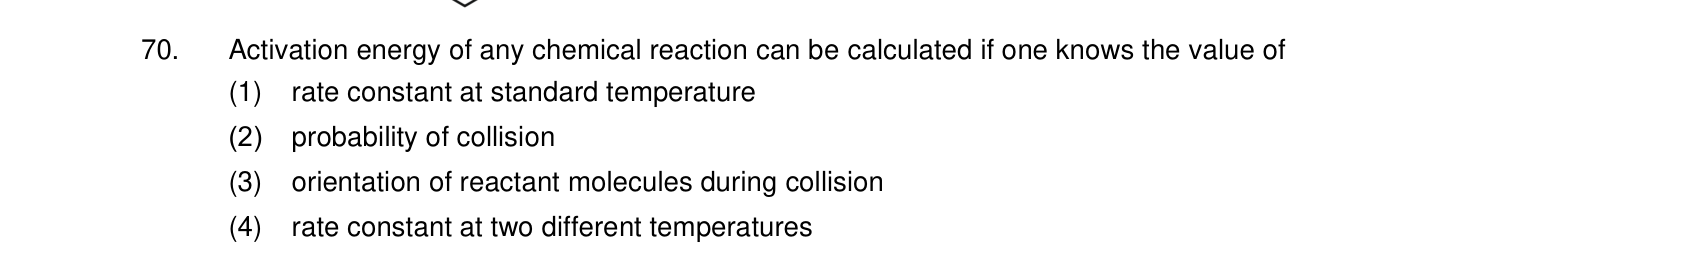 70. Activation energy of any chemical reaction can be calculated if one knows the value of
(1) rate constant at standard temperature
(2) probability of collision
(3) orientation of reactant molecules during collision
(4) rate constant at two different temperatures